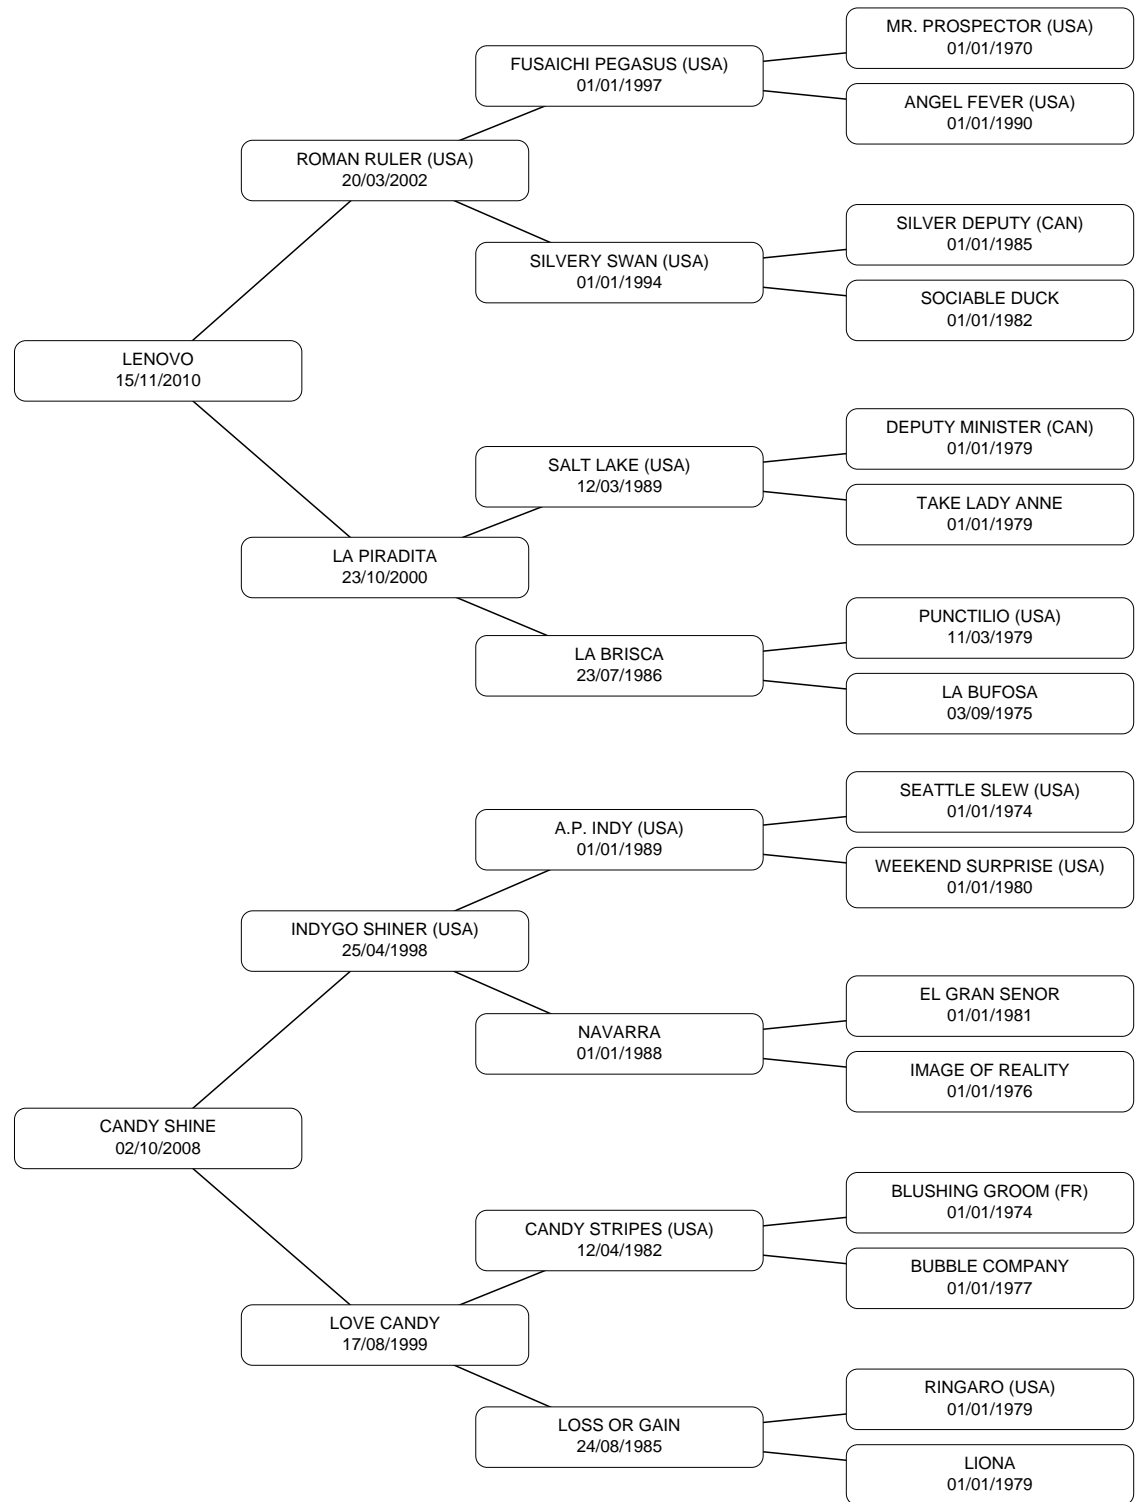 MR. PROSPECTOR (USA)
01/01/1970
FUSAICHI PEGASUS (USA)
01/01/1997
ANGEL FEVER (USA)
01/01/1990
ROMAN RULER (USA)
20/03/2002
SILVER DEPUTY (CAN)
01/01/1985
SILVERY SWAN (USA)
01/01/1994
SOCIABLE DUCK
01/01/1982
LENOVO
15/11/2010
DEPUTY MINISTER (CAN)
01/01/1979
SALT LAKE (USA)
12/03/1989
TAKE LADY ANNE
01/01/1979
LA PIRADITA
23/10/2000
PUNCTILIO (USA)
11/03/1979
LA BRISCA
23/07/1986
LA BUFOSA
03/09/1975
SEATTLE SLEW (USA)
01/01/1974
A.P. INDY (USA)
01/01/1989
WEEKEND SURPRISE (USA)
01/01/1980
INDYGO SHINER (USA)
25/04/1998
EL GRAN SENOR
01/01/1981
NAVARRA
01/01/1988
IMAGE OF REALITY
01/01/1976
CANDY SHINE
02/10/2008
BLUSHING GROOM (FR)
01/01/1974
CANDY STRIPES (USA)
12/04/1982
BUBBLE COMPANY
01/01/1977
LOVE CANDY
17/08/1999
RINGARO (USA)
01/01/1979
LOSS OR GAIN
24/08/1985
LIONA
01/01/1979